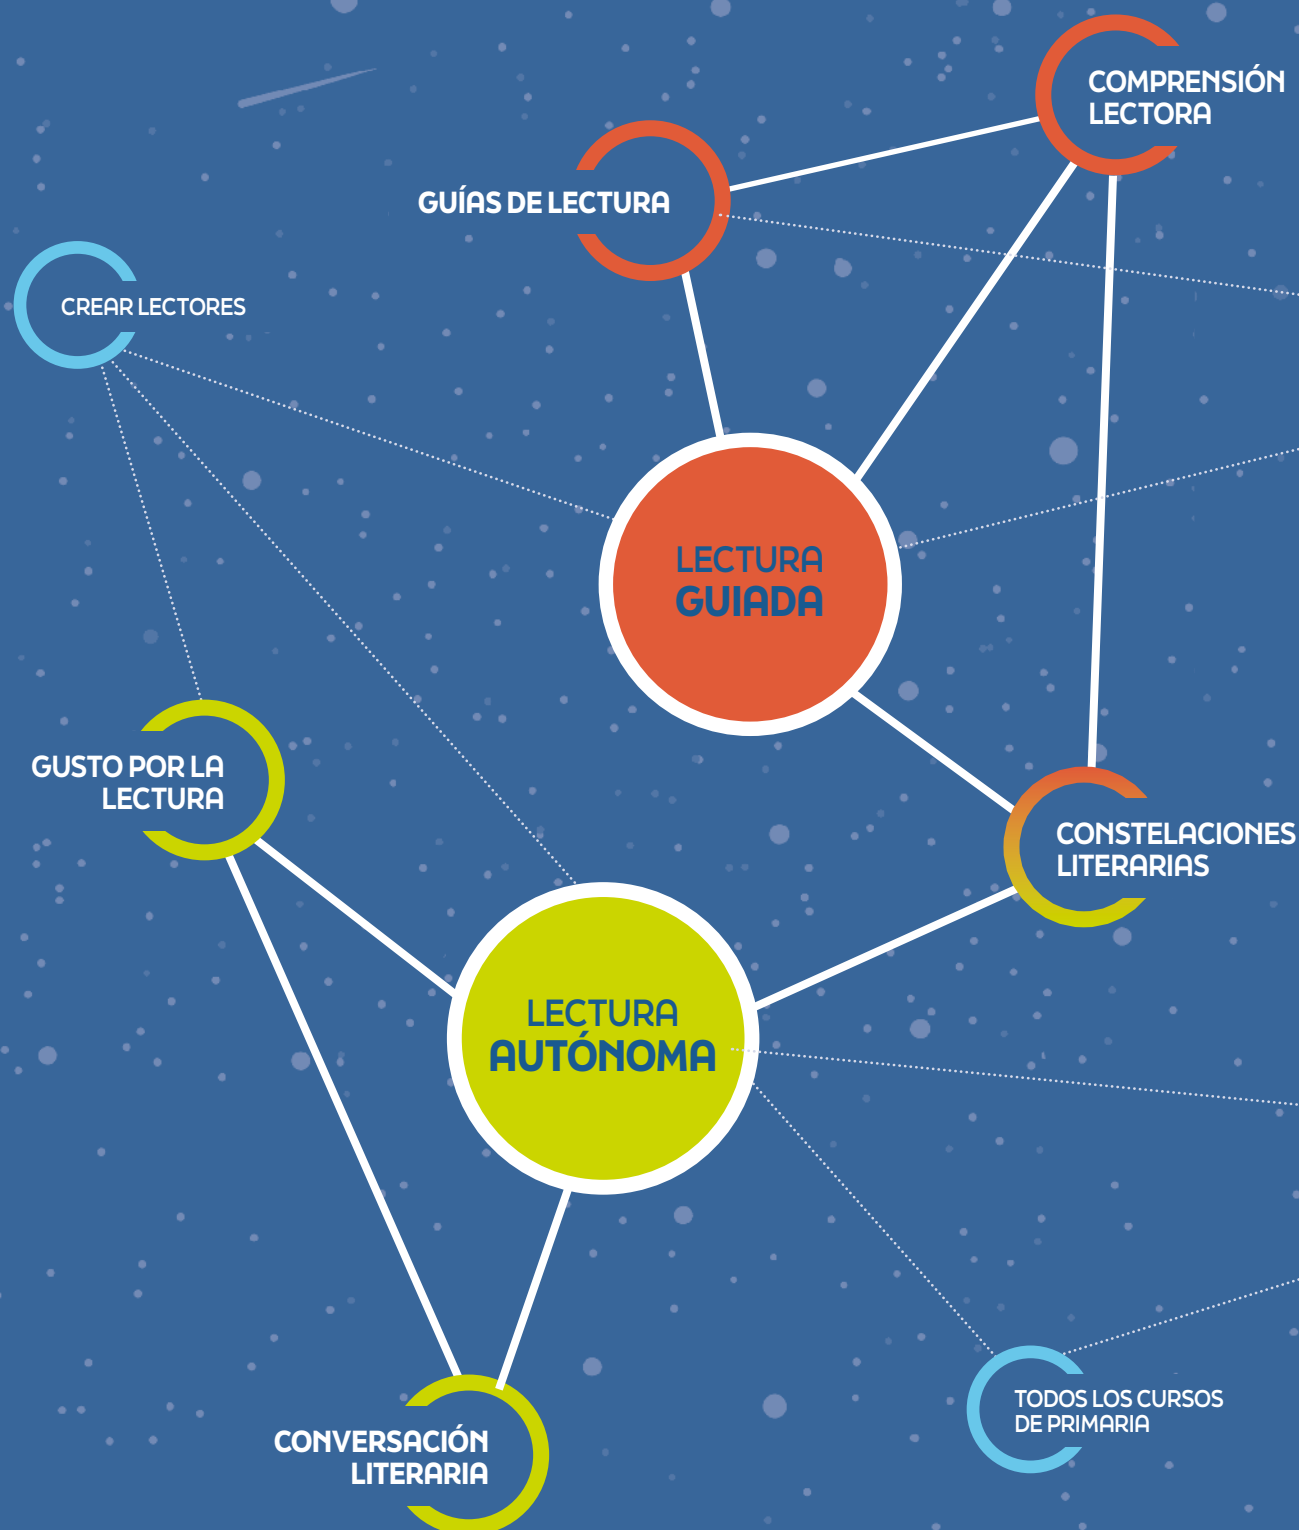 COMPRENSIÓN
LECTORA
GUÍAS DE LECTURA
CREAR LECTORES
LECTURA
GUIADA
GUSTO POR LA
LECTURA
CONSTELACIONES
LITERARIAS
LECTURA
AUTÓNOMA
TODOS LOS CURSOS
DE PRIMARIA
CONVERSACIÓN
LITERARIA